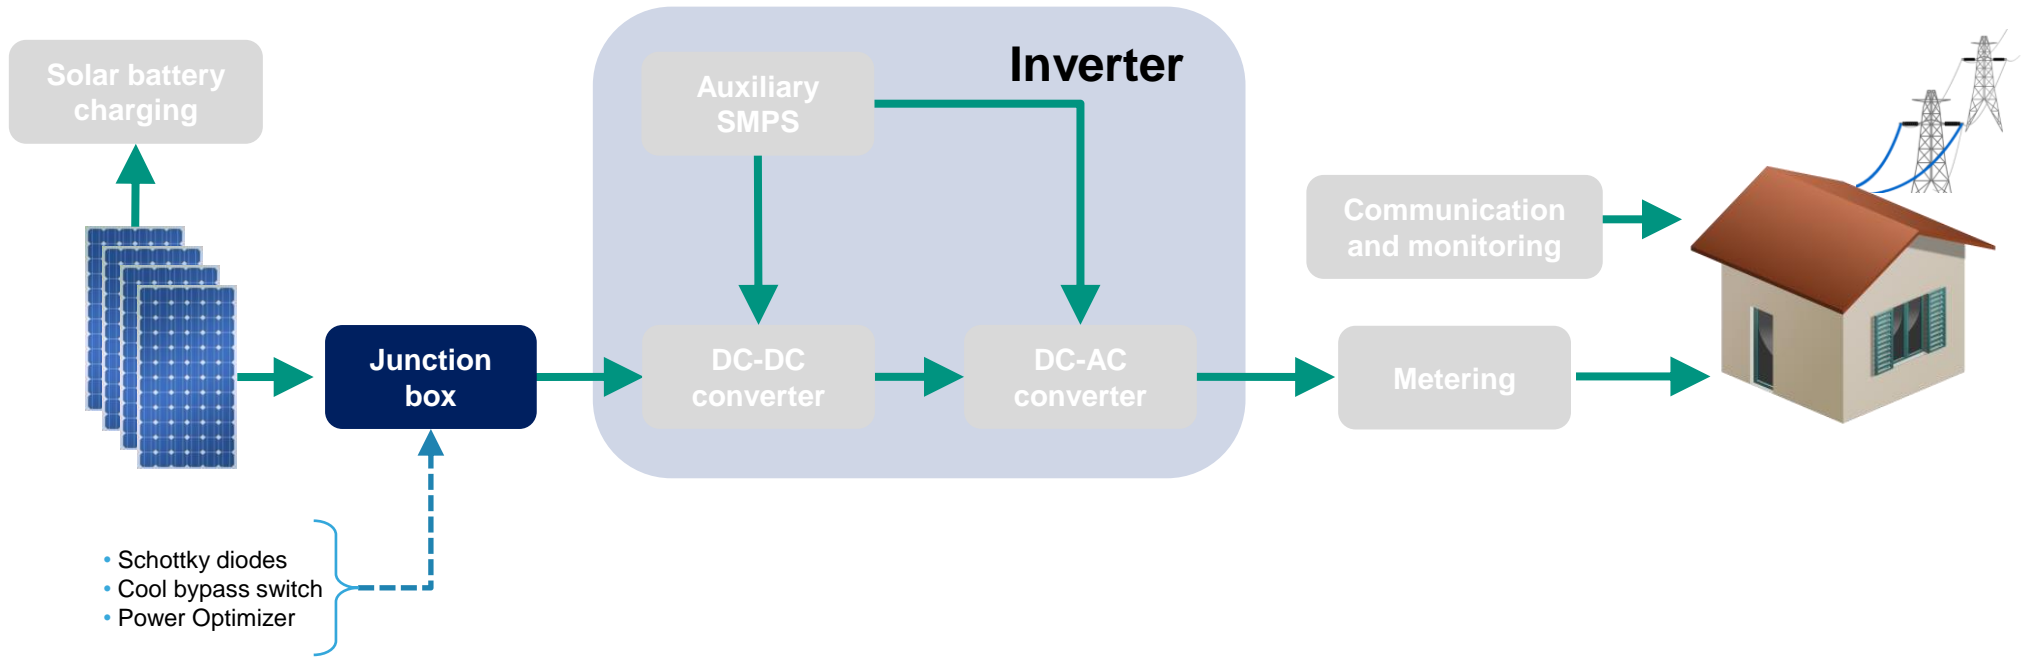 Solar battery
charging
Auxiliary
SMPS
Inverter
Communication
and monitoring
Junction
box
DC-DC
converter
DC-AC
converter
Metering
• Schottky diodes
• Cool bypass switch
• Power Optimizer